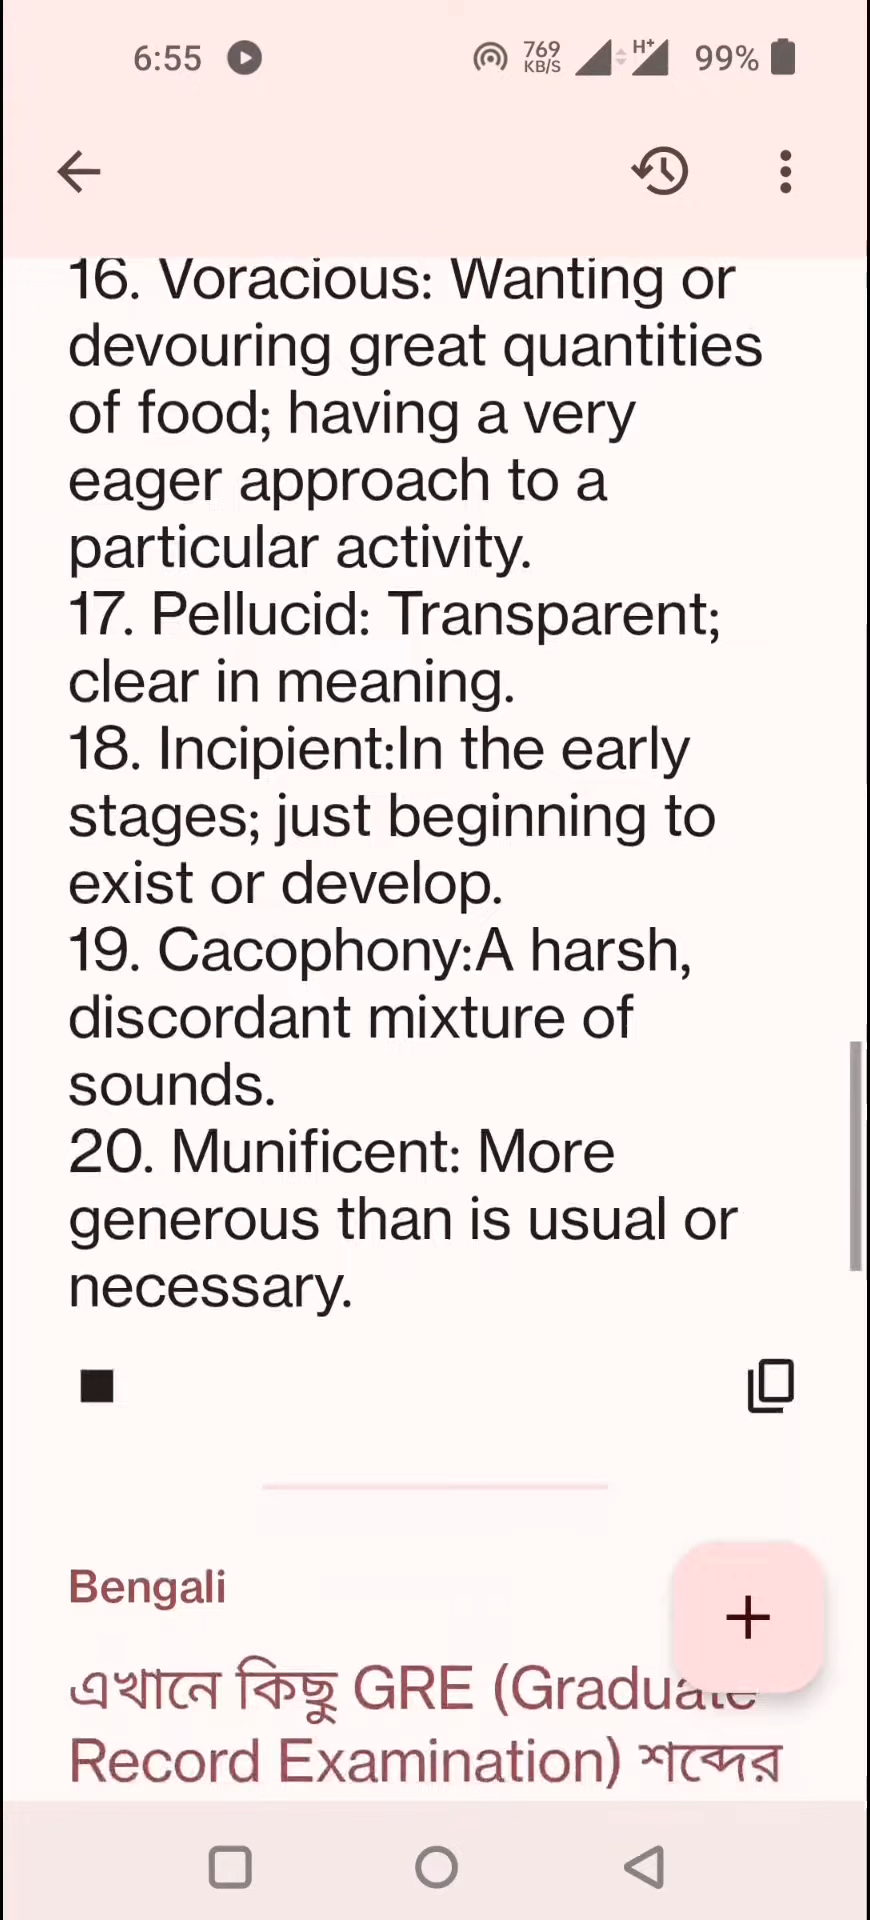 6:55
769
KB/S
H+
99%
16. Voracious: Wanting or
devouring great quantities
of food; having a very
eager approach to a
particular activity.
17. Pellucid: Transparent;
clear in meaning.
18. Incipient:In the early
stages; just beginning to
exist or develop.
19. Cacophony:A harsh,
discordant mixture of
sounds.
20. Munificent: More
generous than is usual or
necessary.
Bengali
এখানে কিছু GRE (Graduate
Record Examination) শব্দের